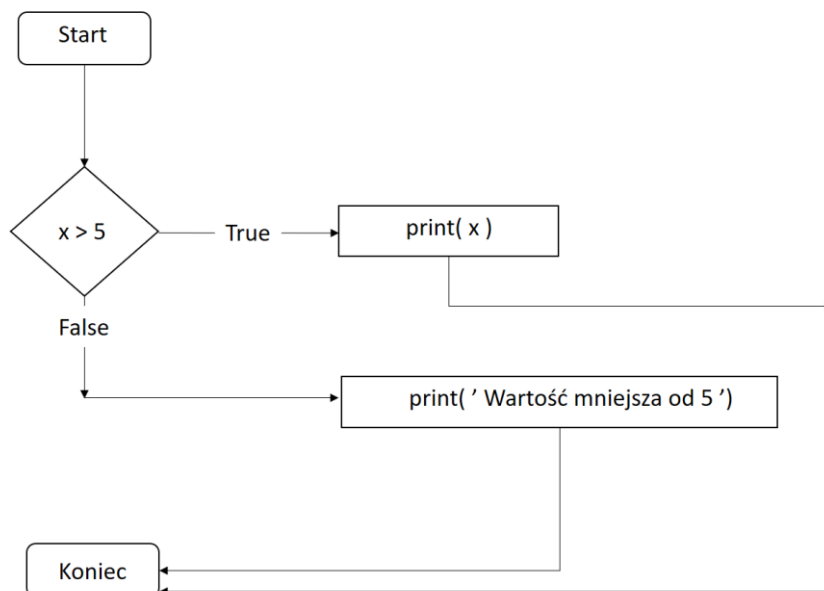 Start
x > 5
True
print( x )
False
print( ’ Wartość mniejsza od 5 ’)
Koniec